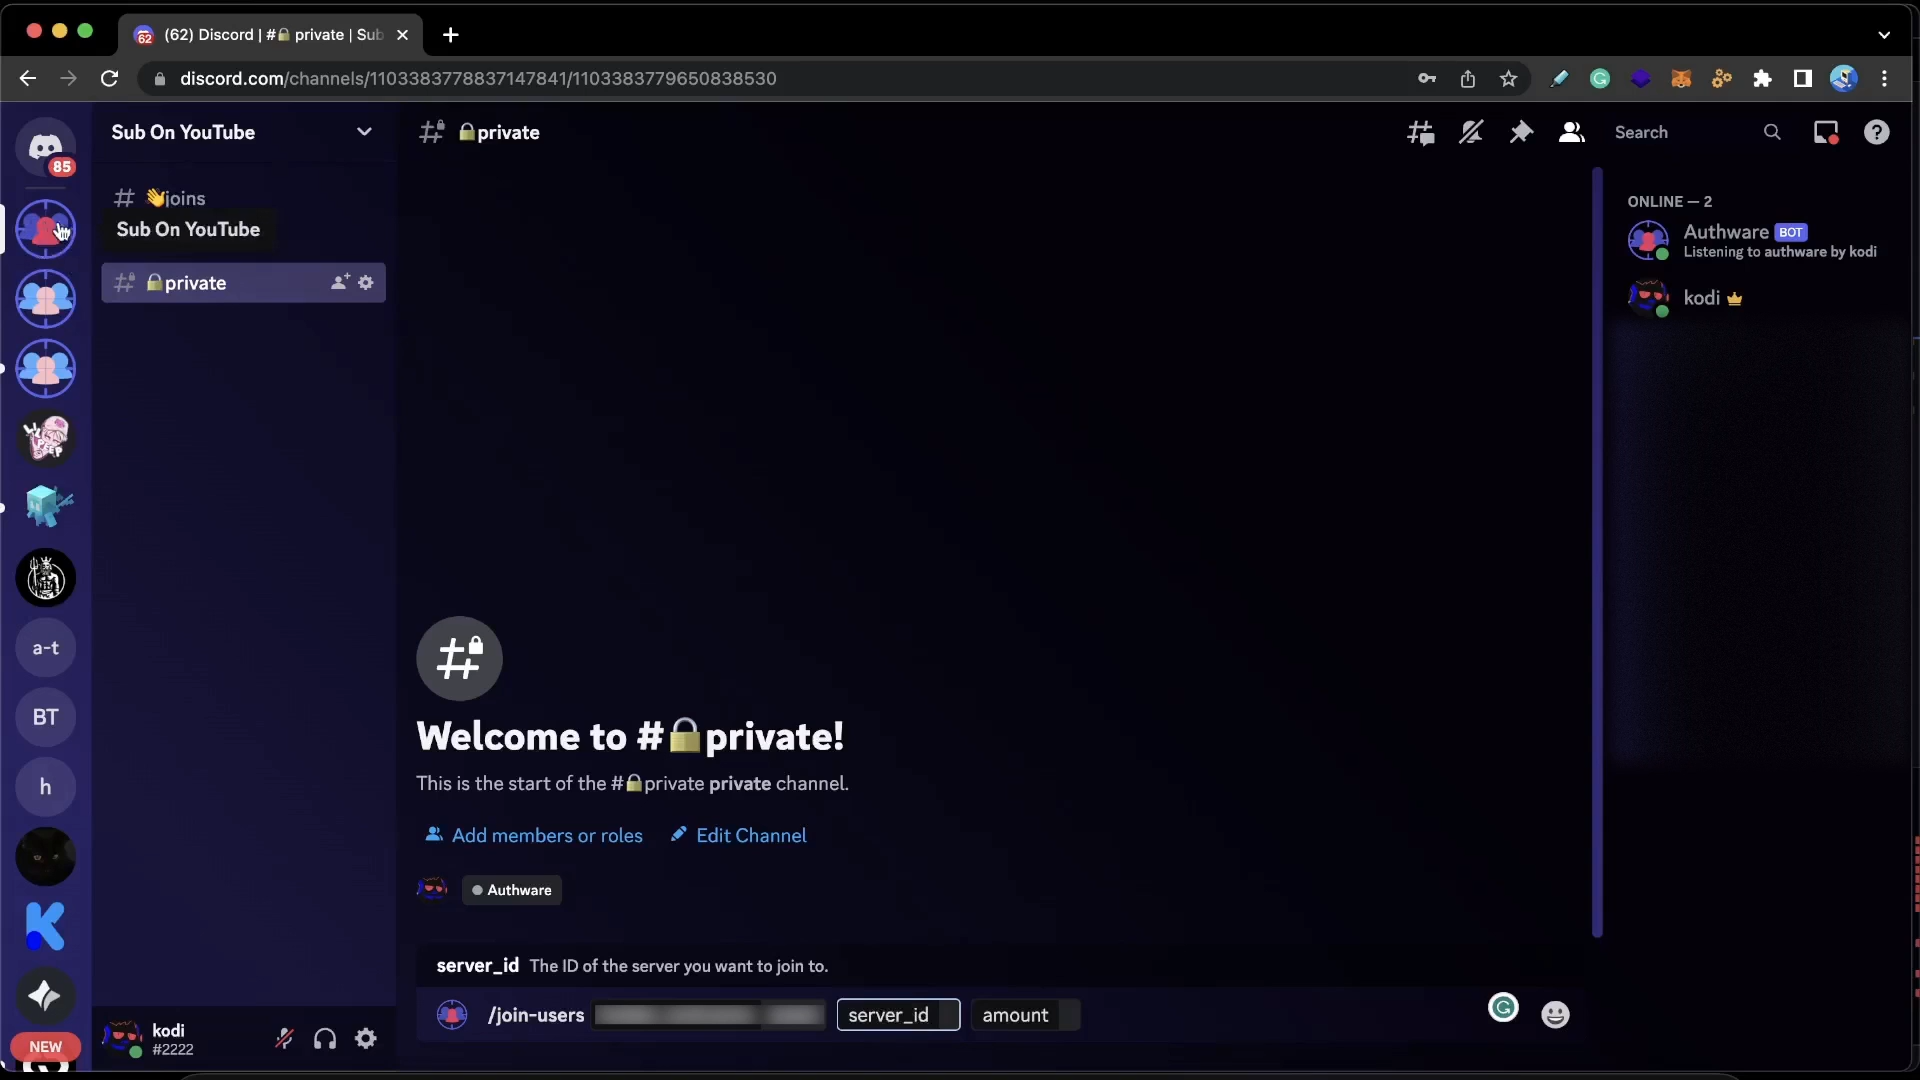 (62) Discord | #🔒 private | Sub
discord.com/channels/1103383778837147841/1103383779650838530
85
Sub On YouTube
👋joins
Sub On YouTube
🔒private
a-t
BT
h
NEW
kodi
#2222
🔒private
Search
ONLINE — 2
Authware BOT
Listening to authware by kodi
kodi
Welcome to #🔒private!
This is the start of the #🔒private private channel.
Add members or roles
Edit Channel
Authware
server_id The ID of the server you want to join to.
/join-users server_id amount